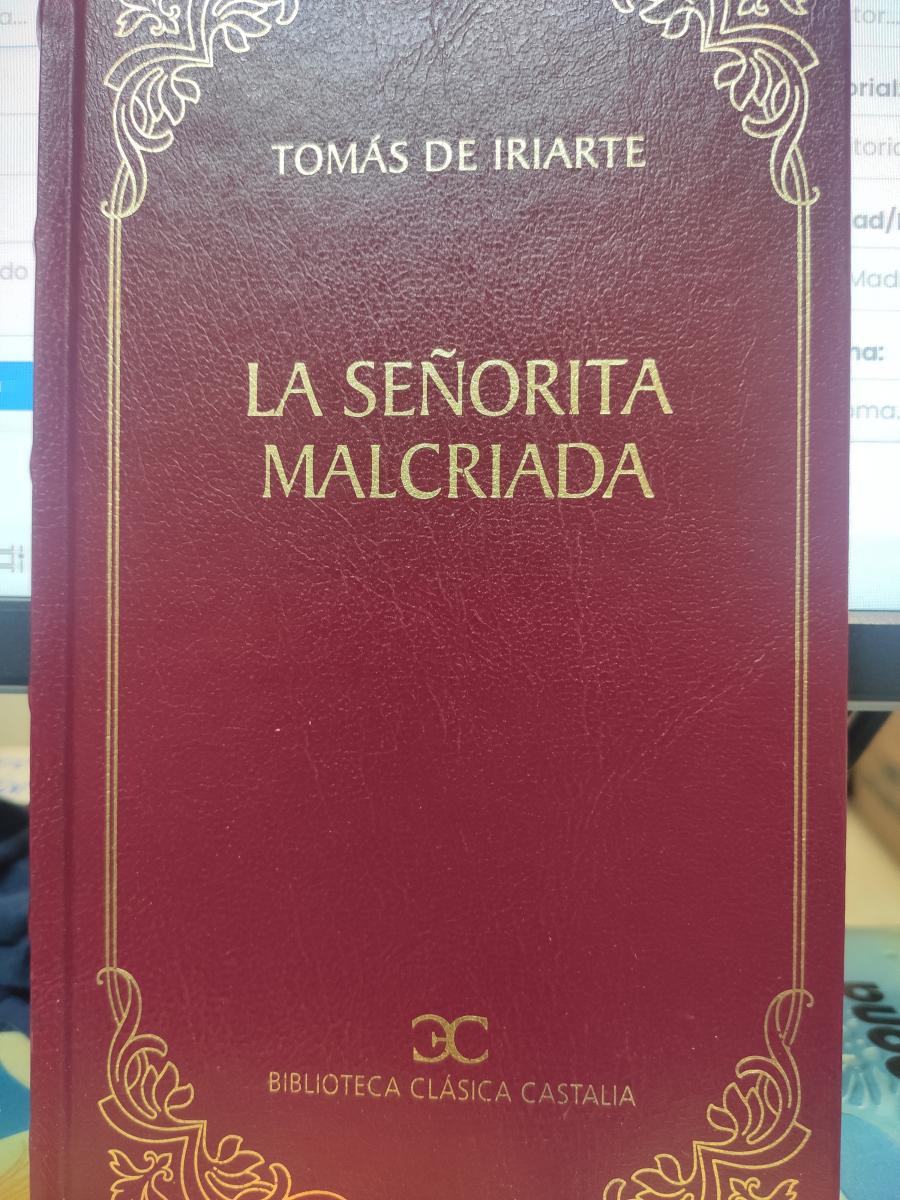 TOMÁS DE IRIARTE
LA SEÑORITA
MALCRIADA
BIBLIOTECA CLÁSICA CASTALIA